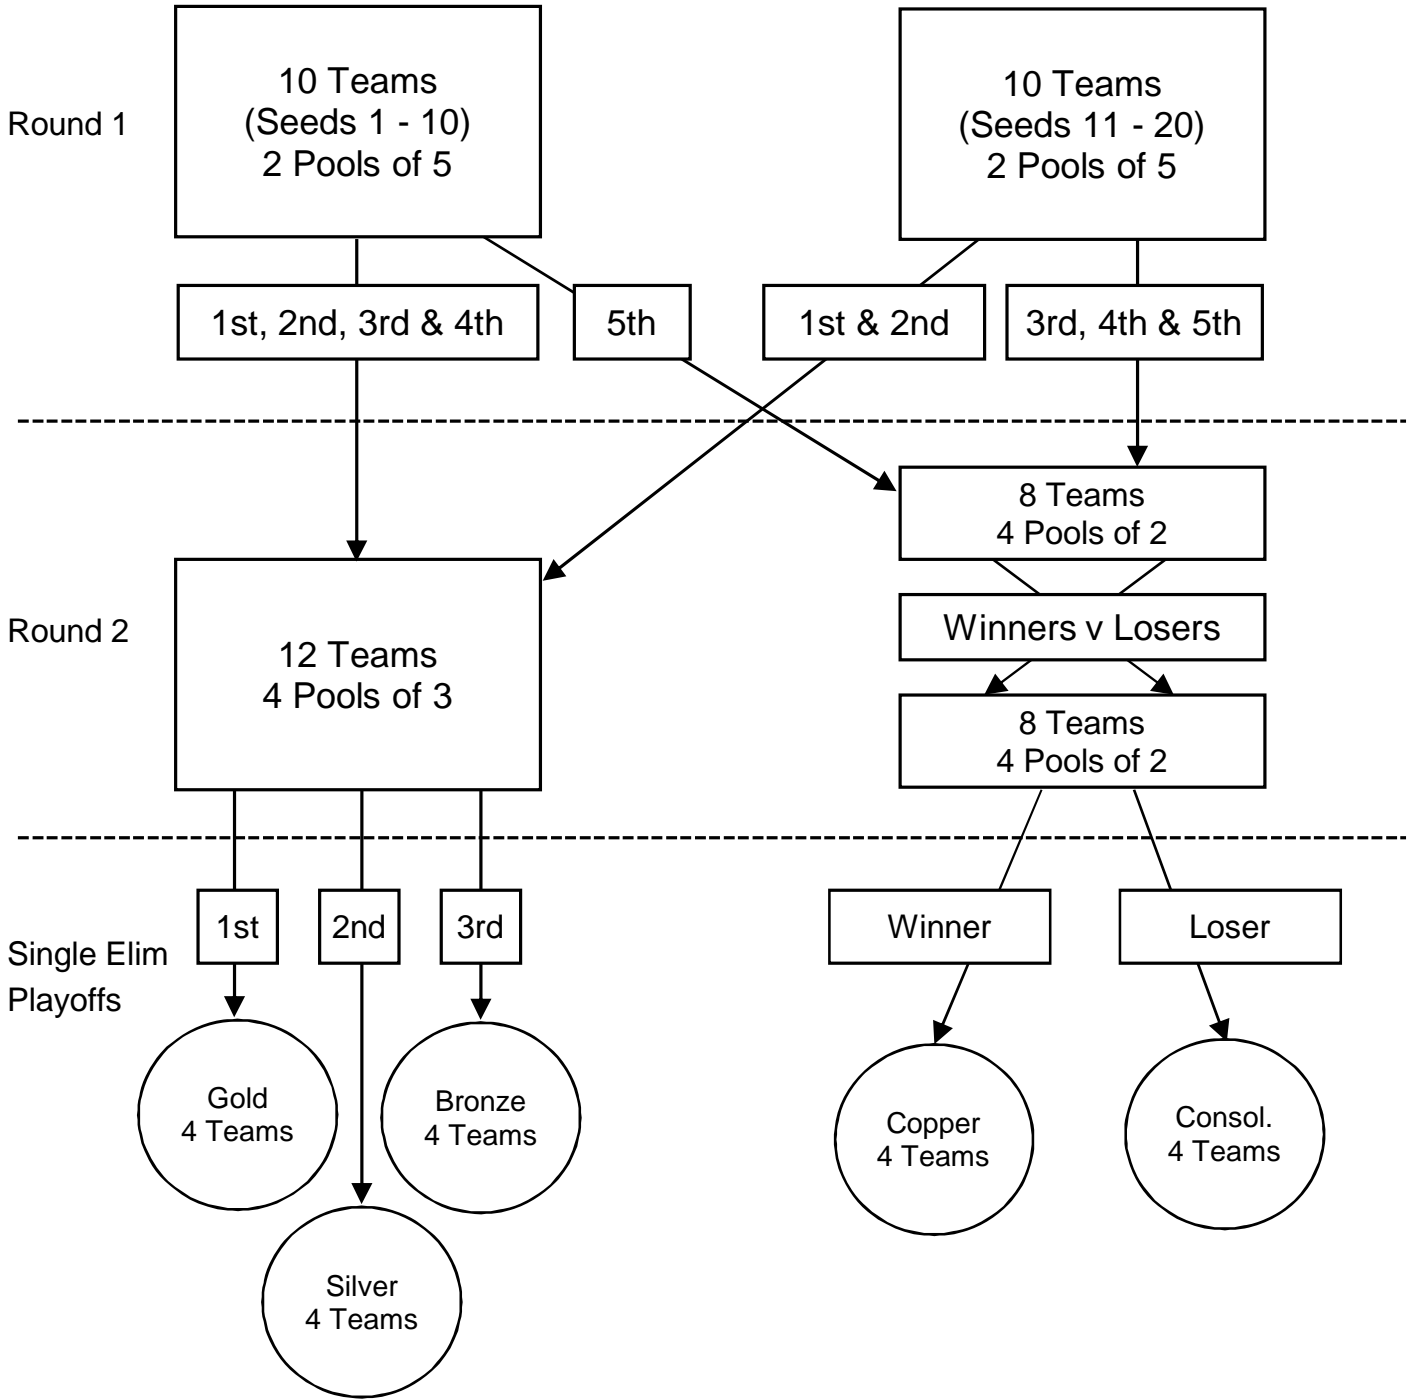 Round 1
10 Teams
(Seeds 1 - 10)
2 Pools of 5
10 Teams
(Seeds 11 - 20)
2 Pools of 5
1st, 2nd, 3rd & 4th
5th
1st & 2nd
3rd, 4th & 5th
Round 2
12 Teams
4 Pools of 3
8 Teams
4 Pools of 2
Winners v Losers
8 Teams
4 Pools of 2
Single Elim
Playoffs
1st
2nd
3rd
Winner
Loser
Gold
4 Teams
Bronze
4 Teams
Silver
4 Teams
Copper
4 Teams
Consol.
4 Teams